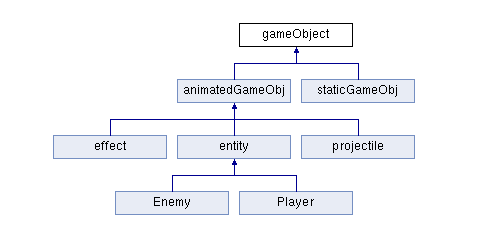 gameObject
animatedGameObj staticGameObj
effect entity projectile
Enemy Player